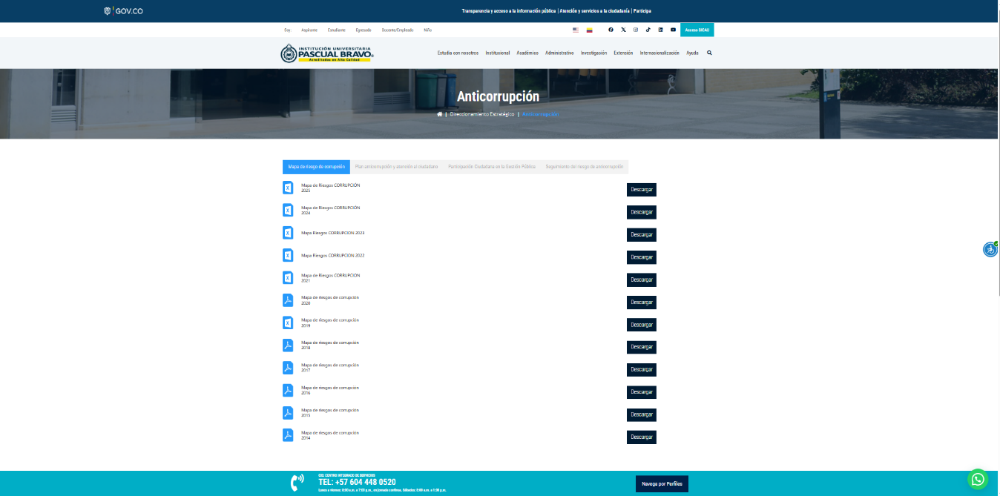 GOV.CO
Transparencia y acceso a la información pública | Atención y servicios a la ciudadanía | Participa
Soy: Aspirante Estudiante Egresado Docente/Empleado Niño
Acceso SICAU
INSTITUCIÓN UNIVERSITARIA
PASCUAL BRAVO®
Acreditados en Alta Calidad
Estudia con nosotros Institucional Académico Administrativo Investigación Extensión Internacionalización Ayuda
Anticorrupción
| Direccionamiento Estratégico | Anticorrupción
Mapa de riesgo de corrupción Plan anticorrupción y atención al ciudadano Participación Ciudadana en la Gestión Pública Seguimiento del riesgo de anticorrupción
Mapa de Riesgos CORRUPCIÓN
2025
Descargar
Mapa de Riesgos CORRUPCIÓN
2024
Descargar
Mapa Riesgos CORRUPCION 2023
Descargar
Mapa Riesgos CORRUPCION 2022
Descargar
Mapa de Riesgos CORRUPCION
2021
Descargar
Mapa de riesgos de corrupción
2020
Descargar
Mapa de riesgos de corrupción
2019
Descargar
Mapa de riesgos de corrupción
2018
Descargar
Mapa de riesgos de corrupción
2017
Descargar
Mapa de riesgos de corrupción
2016
Descargar
Mapa de riesgos de corrupción
2015
Descargar
Mapa de riesgos de corrupción
2014
Descargar
CIS: CENTRO INTEGRADO DE SERVICIOS
TEL: +57 604 448 0520
Lunes a viernes: 8:00 a.m. a 7:00 p.m., en jornada continua. Sábados: 9:00 a.m. a 1:00 p.m.
Navega por Perfiles